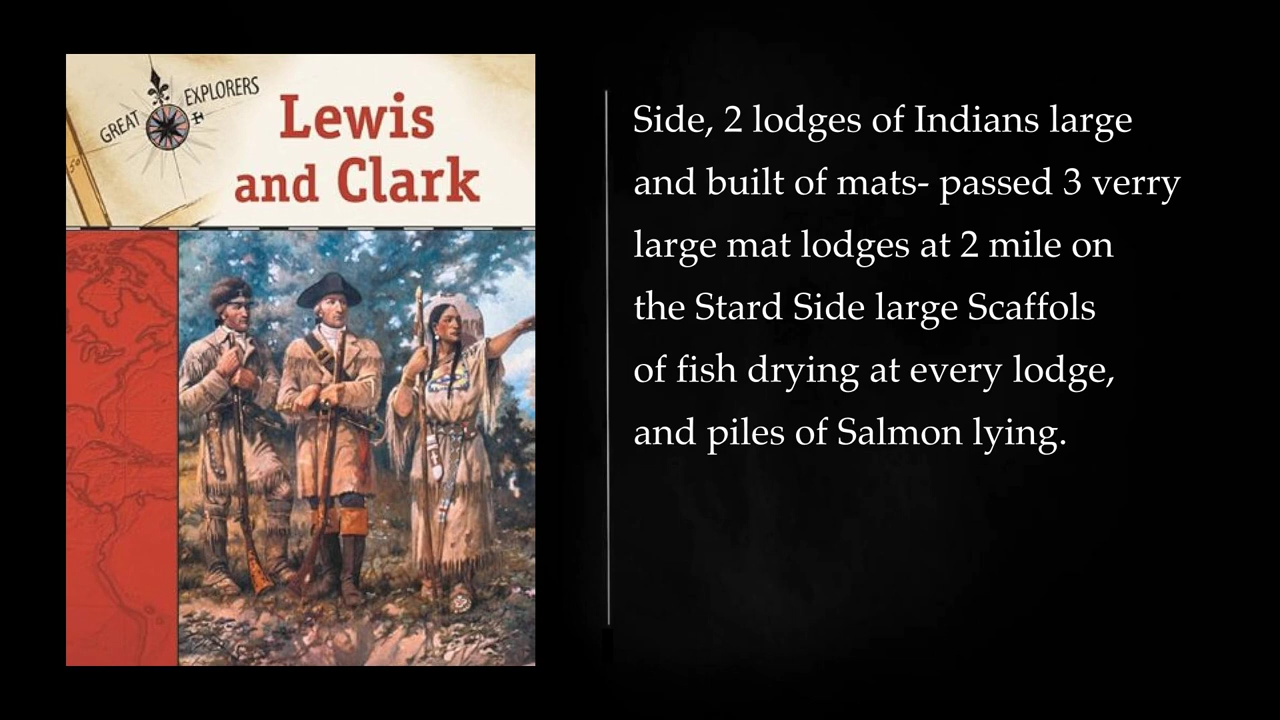 GREAT EXPLORERS
Lewis
and Clark
Side, 2 lodges of Indians large
and built of mats- passed 3 verry
large mat lodges at 2 mile on
the Stard Side large Scaffols
of fish drying at every lodge,
and piles of Salmon lying.